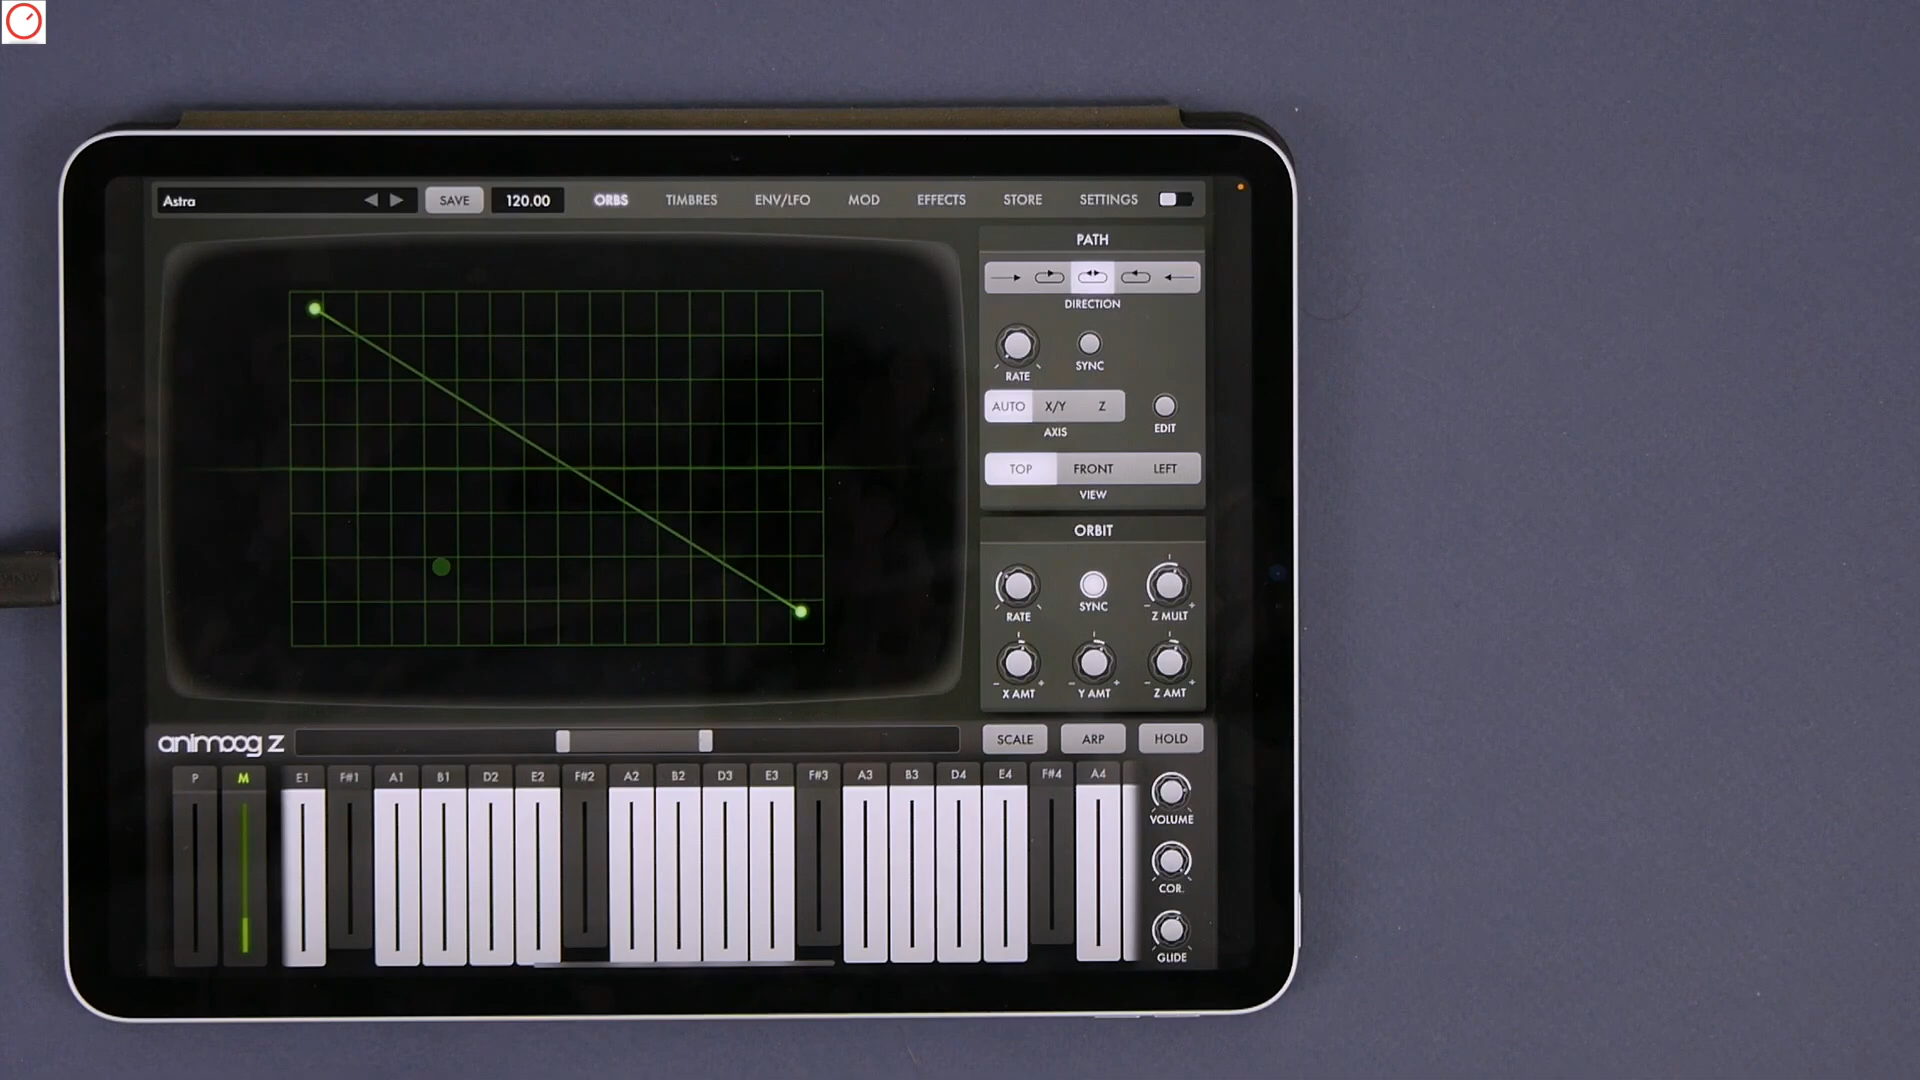 Astra SAVE 120.00 ORBS TIMBRES ENV/LFO MOD EFFECTS STORE SETTINGS
PATH
DIRECTION
RATE SYNC
AUTO X/Y Z
AXIS EDIT
TOP FRONT LEFT
VIEW
ORBIT
RATE SYNC Z MULT
X AMT Y AMT Z AMT
animoog Z SCALE ARP HOLD
P M E1 F#1 A1 B1 D2 E2 F#2 A2 B2 D3 E3 F#3 A3 B3 D4 E4 F#4 A4
VOLUME
COR.
GLIDE